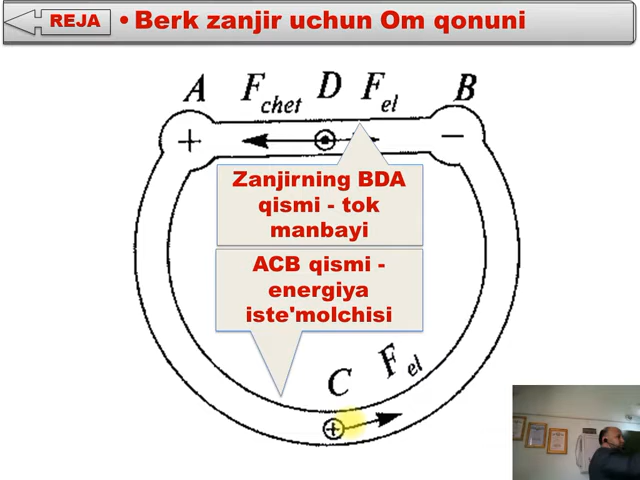 REJA
• Berk zanjir uchun Om qonuni
A F chet D F el B
+ −
Zanjirning BDA
qismi - tok
manbayi
ACB qismi -
energiya
iste'molchisi
C F el
+